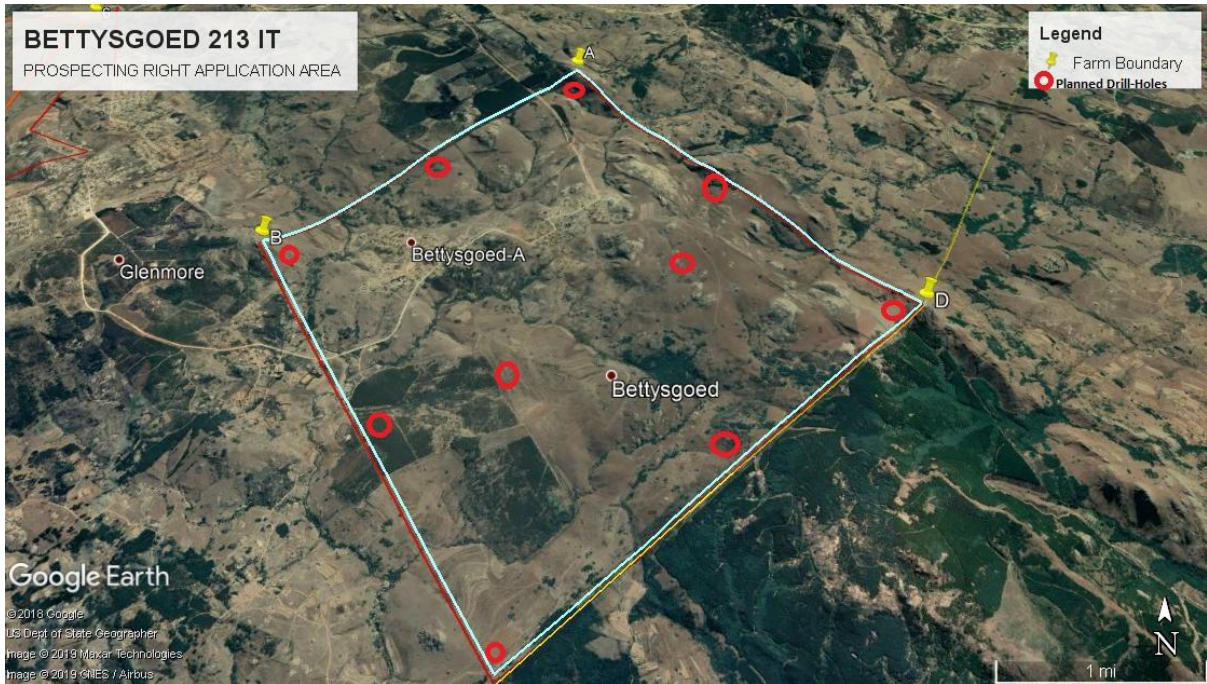 BETTYSGOED 213 IT
PROSPECTING RIGHT APPLICATION AREA
Legend
Farm Boundary
Planned Drill-Holes
A
B
Bettysgoed-A
Glenmore
D
Bettysgoed
Google Earth
©2018 Google
US Dept of State Geographer
Image © 2019 Maxar Technologies
Image © 2019 CNES / Airbus
N
1 mi